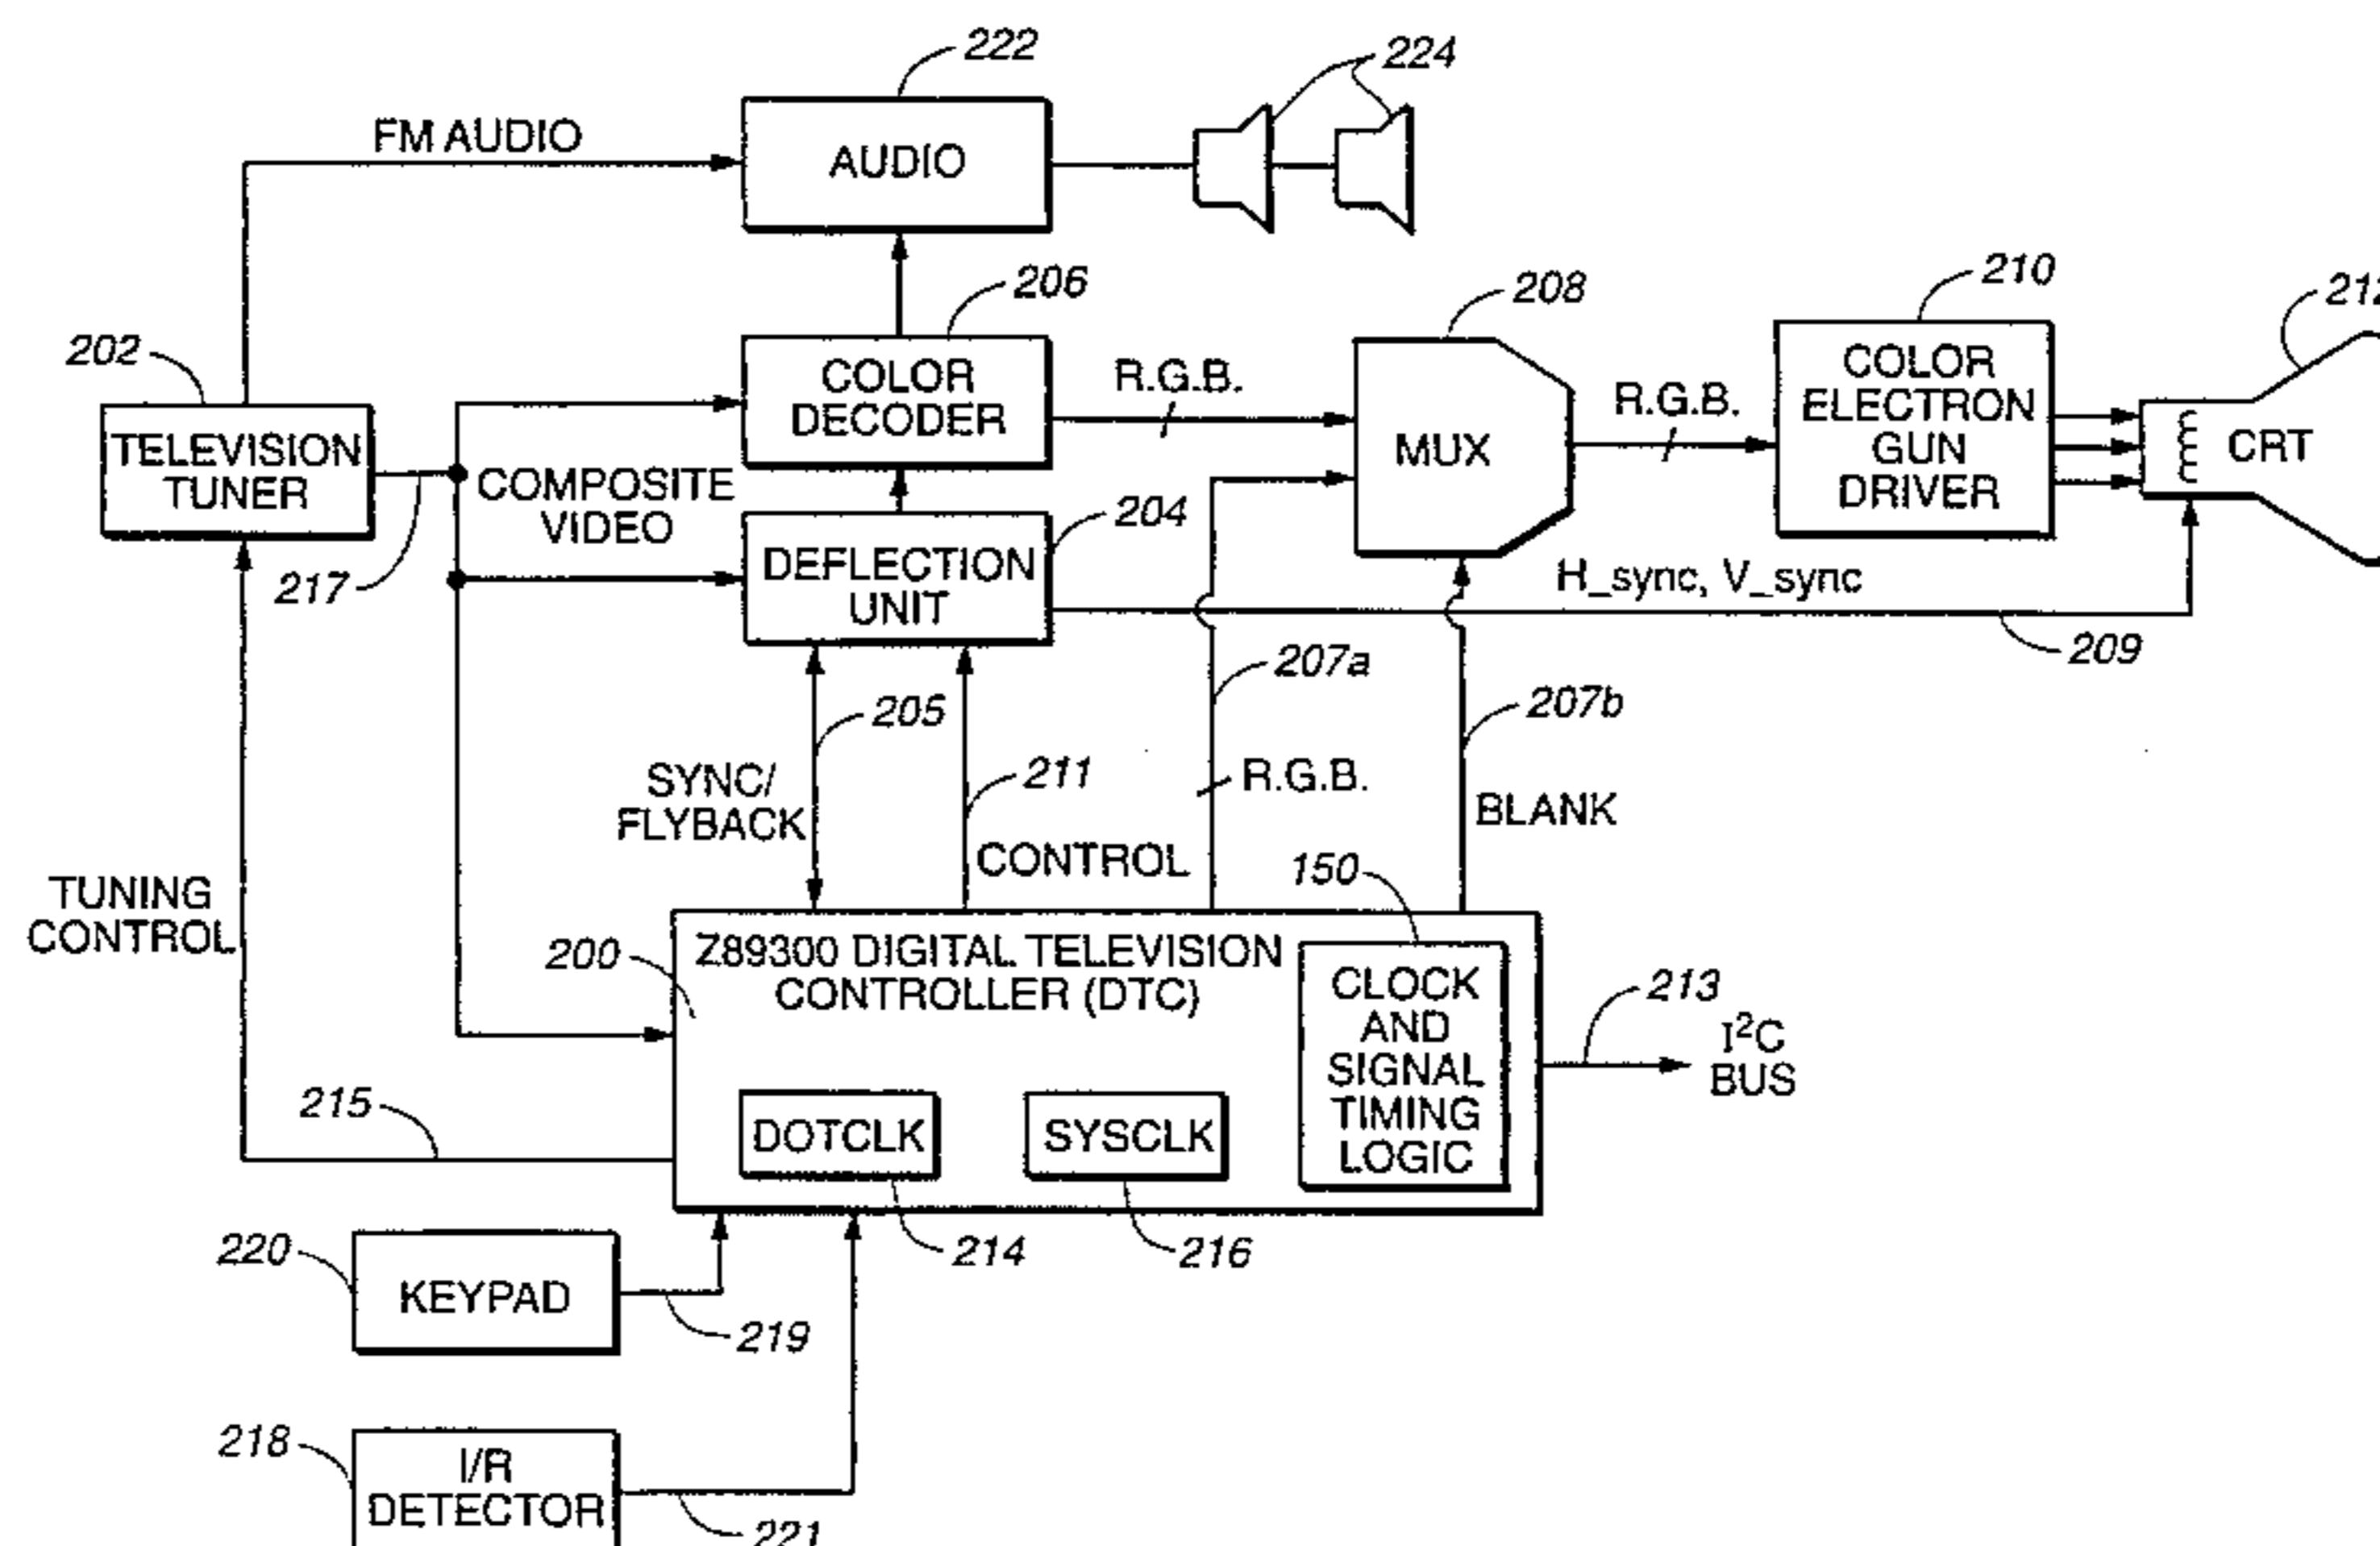 222
224
FM AUDIO
AUDIO
206
208
210
202
COLOR
DECODER
R.G.B.
MUX
R.G.B.
COLOR
ELECTRON
GUN
DRIVER
CRT
TELEVISION
TUNER
COMPOSITE
VIDEO
204
217
DEFLECTION
UNIT
H_sync, V_sync
209
207a
207b
205
SYNC/
FLYBACK
211
R.G.B.
BLANK
CONTROL
150
TUNING
CONTROL
200
Z89300 DIGITAL TELEVISION
CONTROLLER (DTC)
CLOCK
AND
SIGNAL
TIMING
LOGIC
213
I²C
BUS
215
DOTCLK
SYSCLK
214
216
220
KEYPAD
219
218
I/R
DETECTOR
221